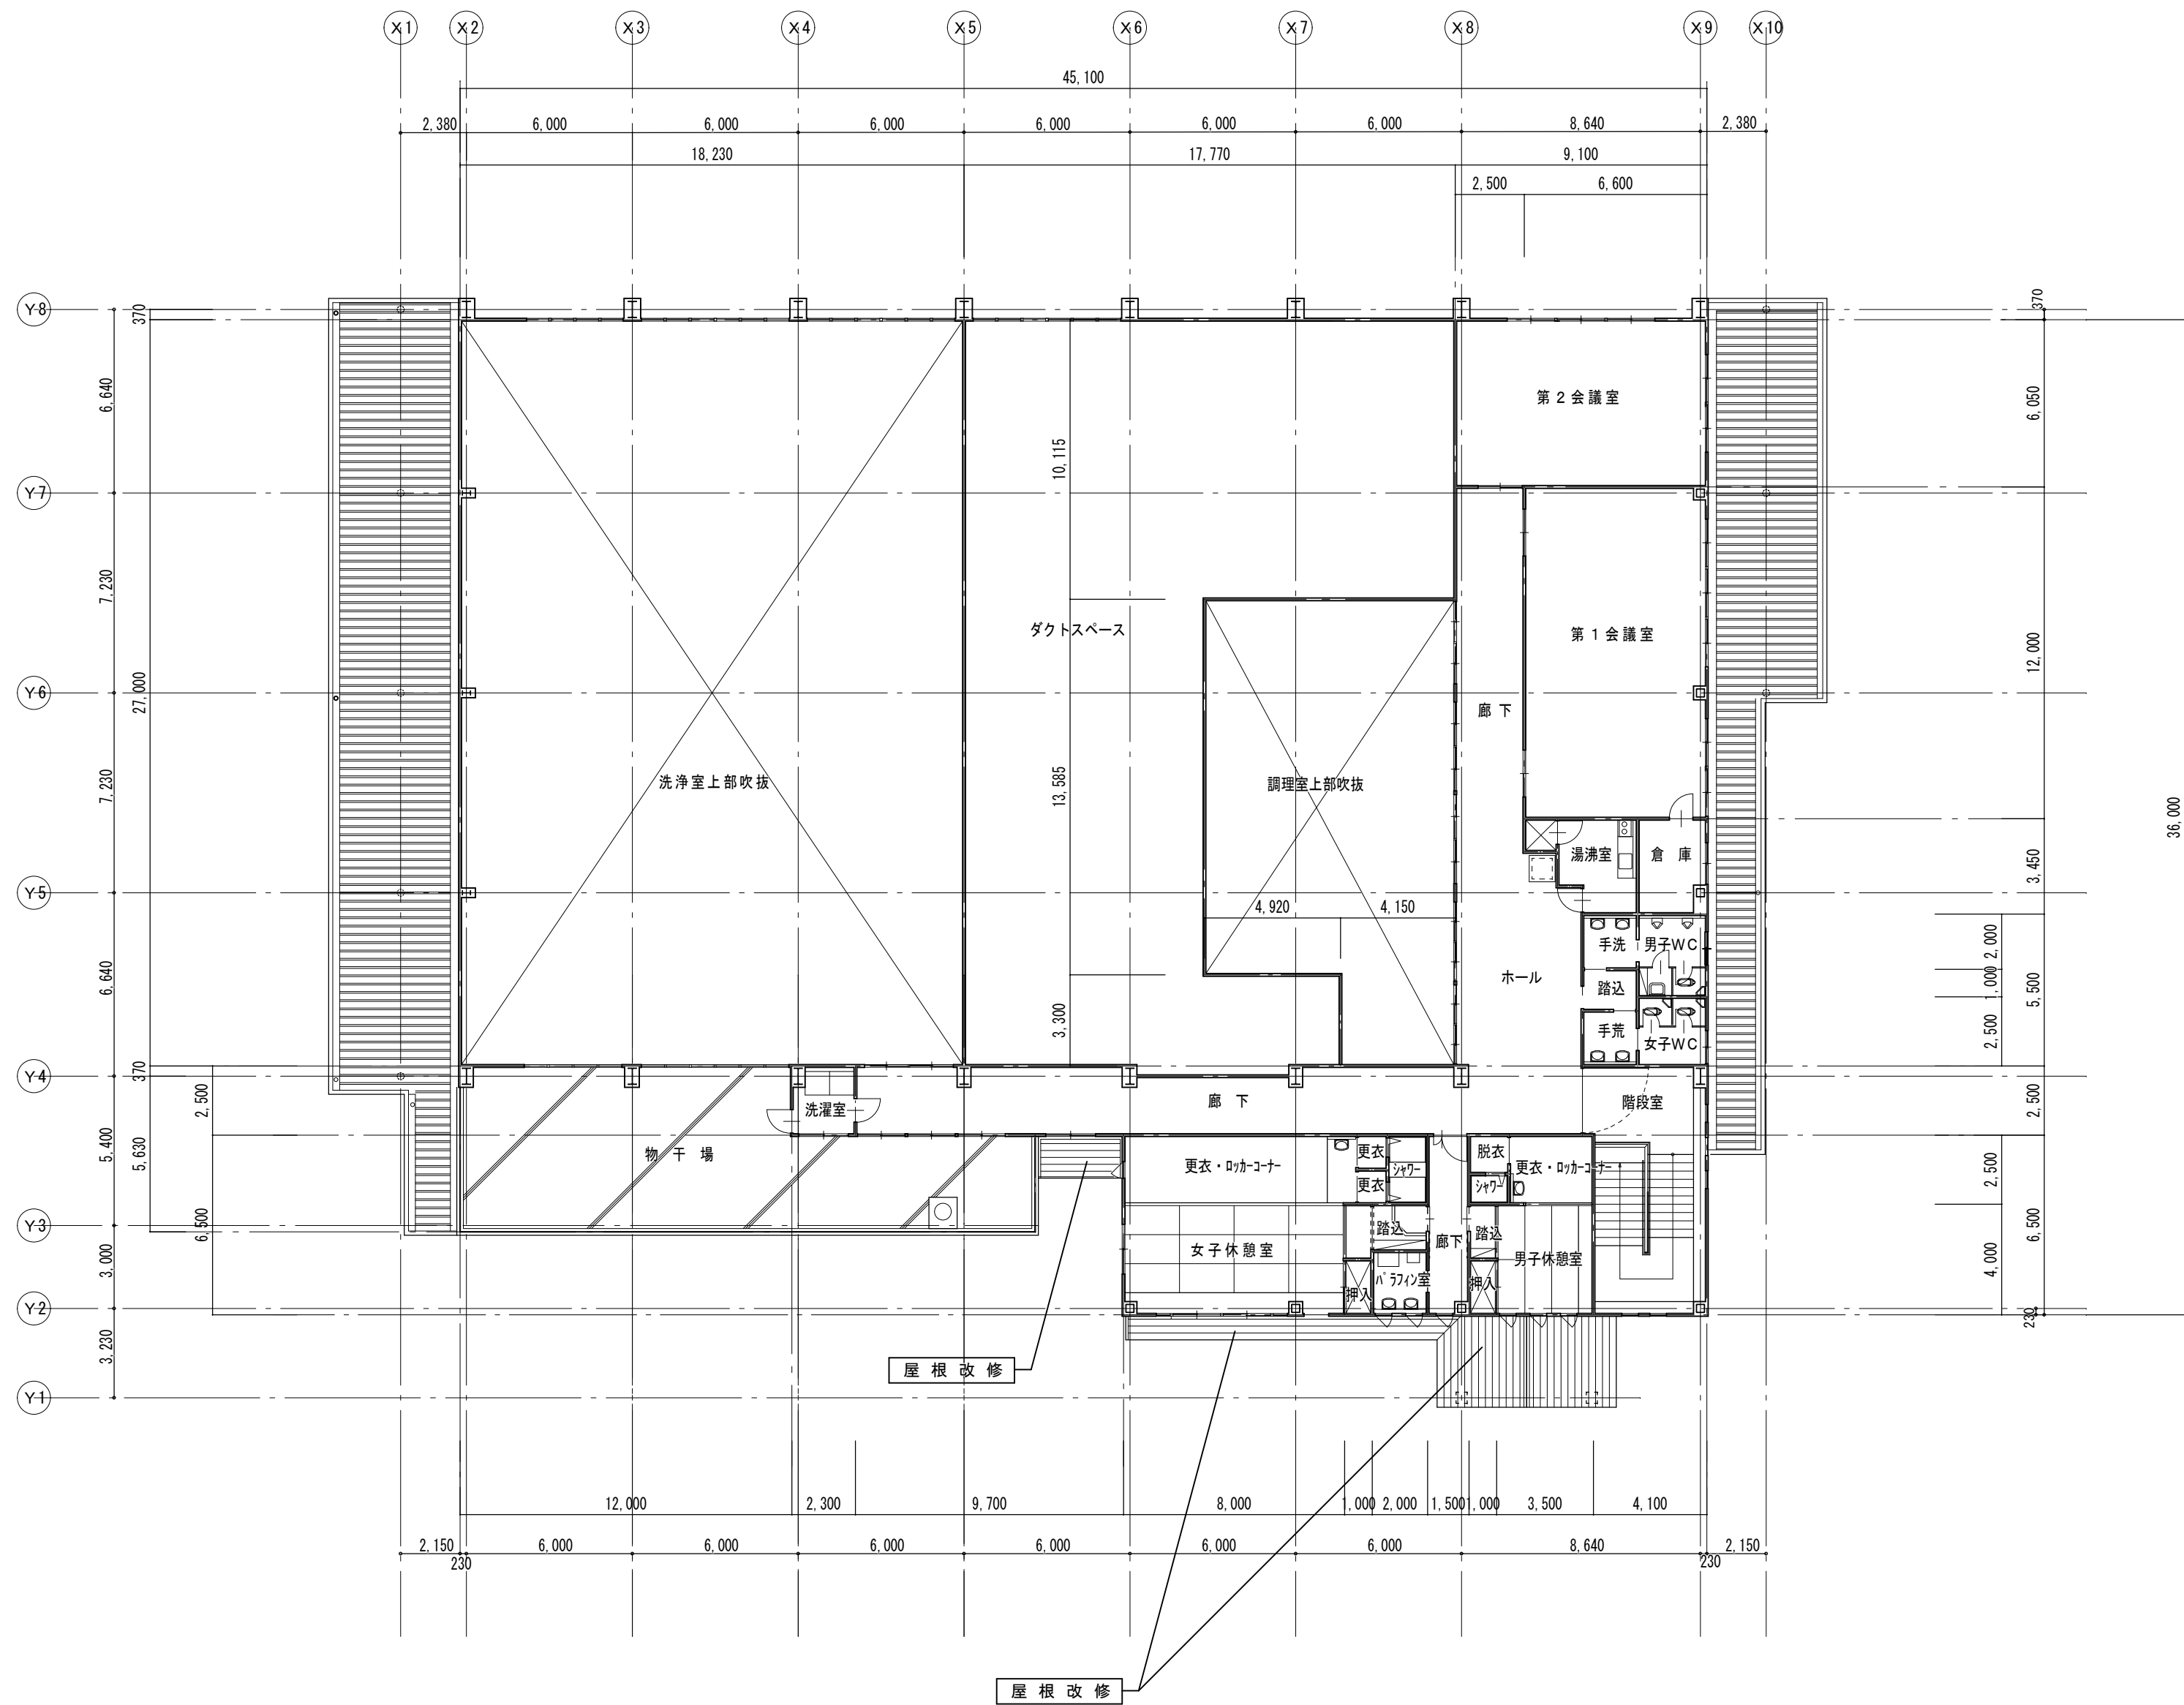 X1 X2 X3 X4 X5 X6 X7 X8 X9 X10
45,100
2,380 6,000 6,000 6,000 6,000 6,000 6,000 8,640 2,380
18,230 17,770 9,100
2,500 6,600
Y8
370
6,640
Y7
7,230
27,000
Y6
7,230
Y5
6,640
Y4
370
2,500
5,400
5,630
6,500
Y3
3,000
Y2
3,230
Y1
10,115
ダクトスペース
13,585
3,300
洗浄室上部吹抜
調理室上部吹抜
4,920 4,150
第2会議室
第1会議室
廊下
湯沸室
倉庫
手洗
男子WC
ホール
踏込
手荒
女子WC
廊下
階段室
洗濯室
物干場
更衣・ロッカーコーナー
更衣
更衣
シャワー
脱衣
シャワー
更衣・ロッカーコーナー
踏込
廊下
踏込
女子休憩室
男子休憩室
パラフィン室
押入
押入
370
6,050
12,000
36,000
3,450
2,000
1,000
5,500
2,500
2,500
2,500
6,500
4,000
230
屋根改修
12,000 2,300 9,700 8,000 1,000 2,000 1,500 1,000 3,500 4,100
2,150 6,000 6,000 6,000 6,000 6,000 6,000 8,640 2,150
230 230
屋根改修